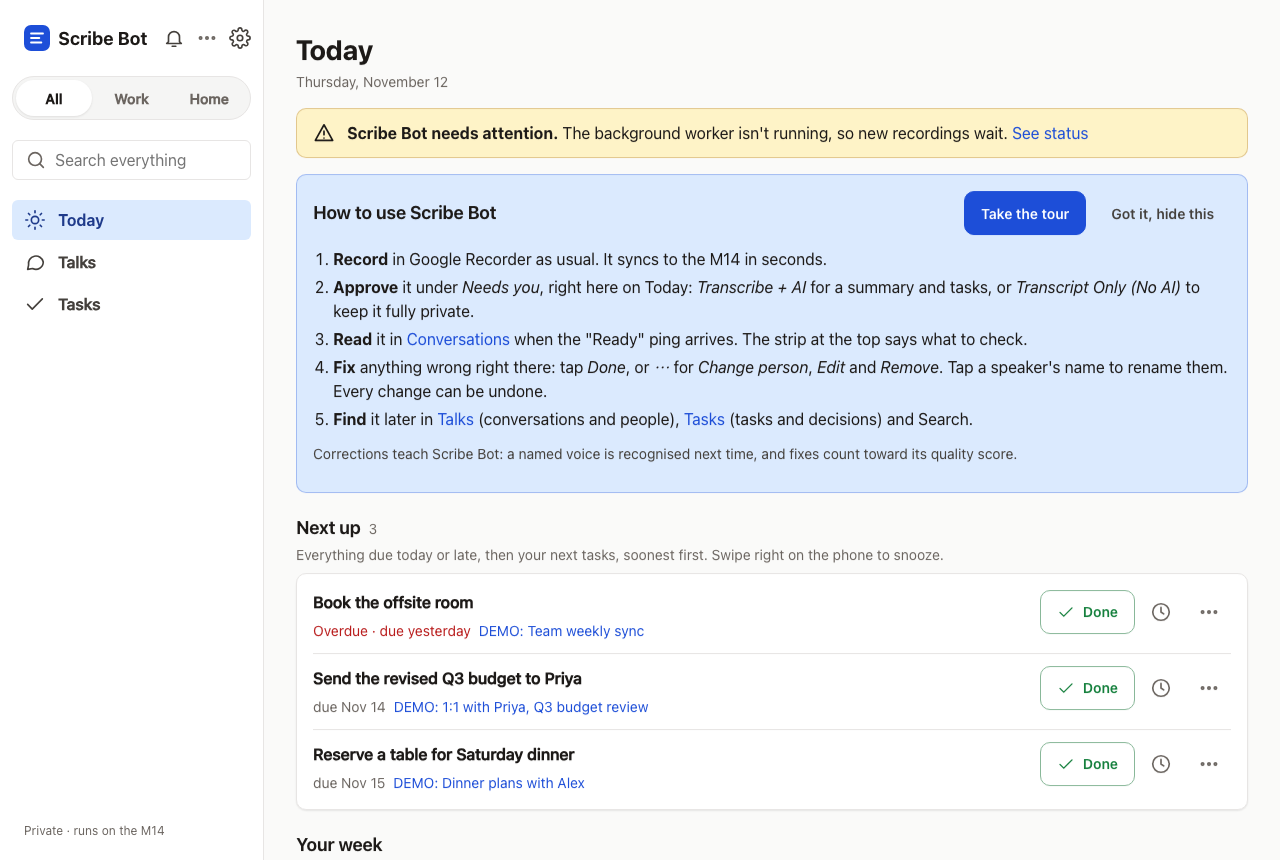 Scribe Bot
All Work Home
Search everything
Today
Talks
Tasks
Private · runs on the M14
Today
Thursday, November 12
Scribe Bot needs attention. The background worker isn't running, so new recordings wait. See status
How to use Scribe Bot
Take the tour
Got it, hide this
1. Record in Google Recorder as usual. It syncs to the M14 in seconds.
2. Approve it under Needs you, right here on Today: Transcribe + AI for a summary and tasks, or Transcript Only (No AI) to
keep it fully private.
3. Read it in Conversations when the "Ready" ping arrives. The strip at the top says what to check.
4. Fix anything wrong right there: tap Done, or ··· for Change person, Edit and Remove. Tap a speaker's name to rename them.
Every change can be undone.
5. Find it later in Talks (conversations and people), Tasks (tasks and decisions) and Search.
Corrections teach Scribe Bot: a named voice is recognised next time, and fixes count toward its quality score.
Next up 3
Everything due today or late, then your next tasks, soonest first. Swipe right on the phone to snooze.
Book the offsite room
Overdue · due yesterday DEMO: Team weekly sync
Done
Send the revised Q3 budget to Priya
due Nov 14 DEMO: 1:1 with Priya, Q3 budget review
Done
Reserve a table for Saturday dinner
due Nov 15 DEMO: Dinner plans with Alex
Done
Your week